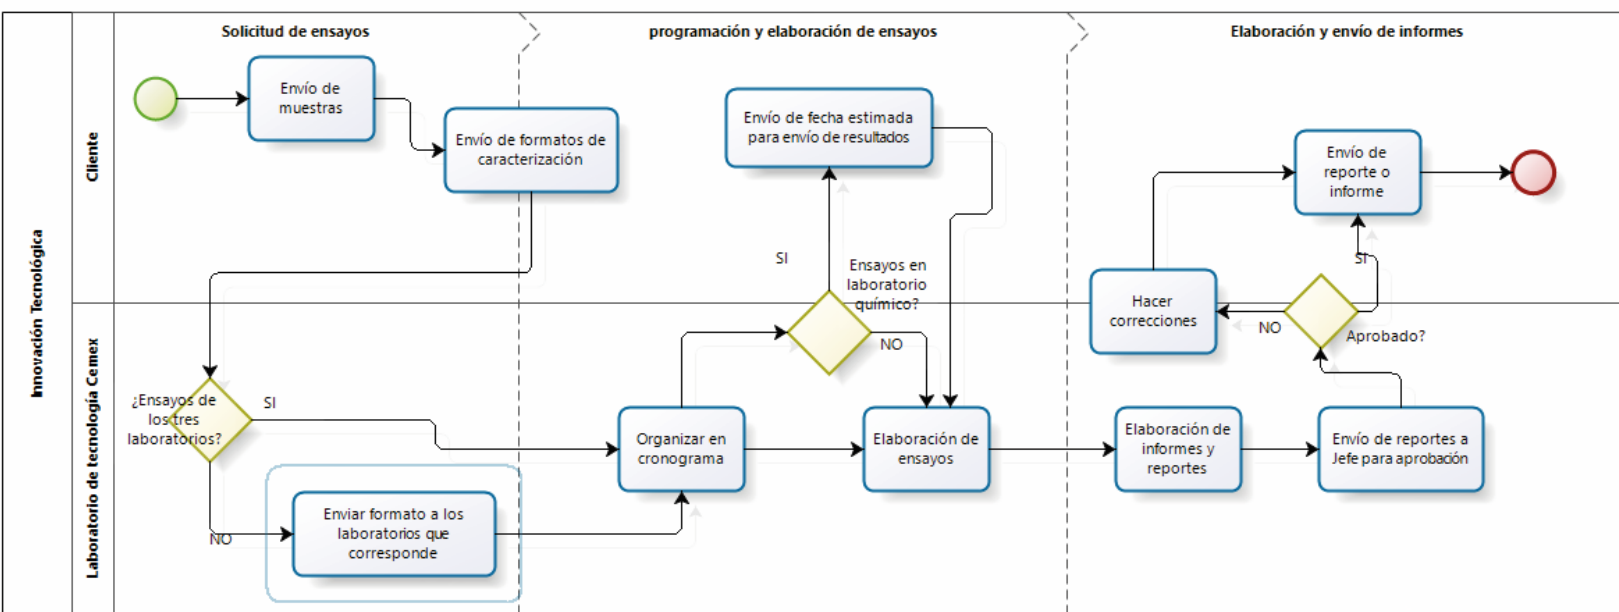 Solicitud de ensayos
programación y elaboración de ensayos
Elaboración y envío de informes
Innovación Tecnológica
Cliente
Laboratorio de tecnología Cemex
Envío de
muestras
Envío de formatos de
caracterización
Envío de fecha estimada
para envío de resultados
Envío de
reporte o
informe
SI
Ensayos en
laboratorio
químico?
NO
SI
Hacer
correcciones
NO
Aprobado?
¿Ensayos de
los tres
laboratorios?
SI
NO
Organizar en
cronograma
Elaboración de
ensayos
Elaboración de
informes y
reportes
Envío de reportes a
Jefe para aprobación
Enviar formato a los
laboratorios que
corresponde